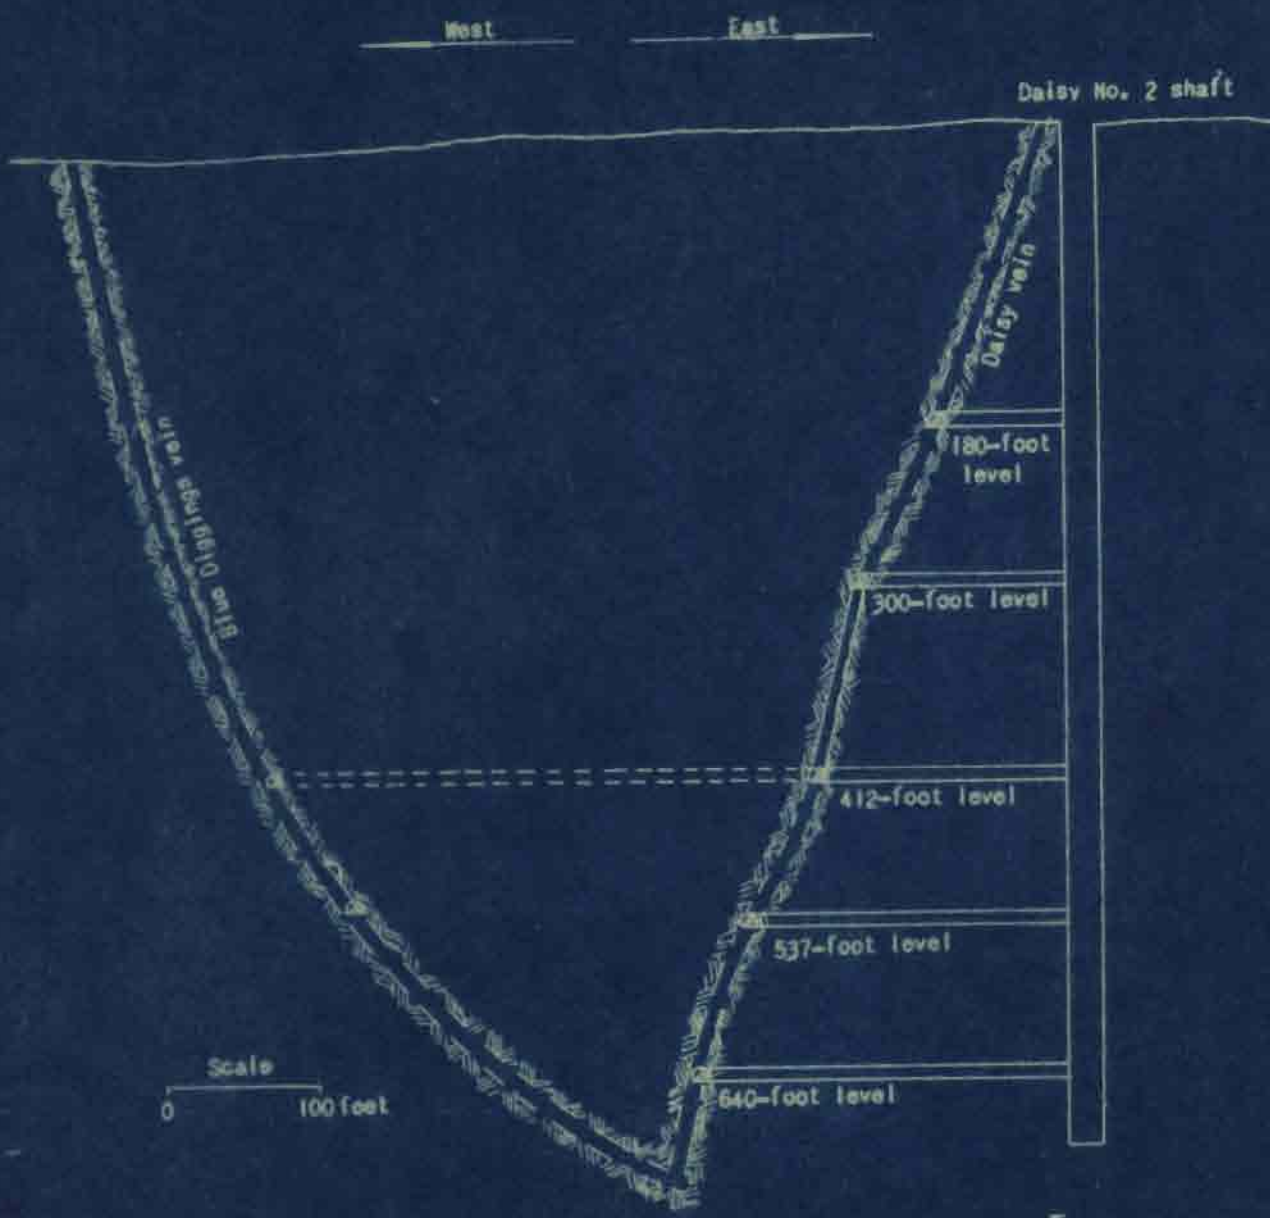 West
East
Daisy No. 2 shaft
Daisy vein
Blue Diggings vein
180-foot
level
300-foot level
412-foot level
537-foot level
640-foot level
Scale
0
100 feet